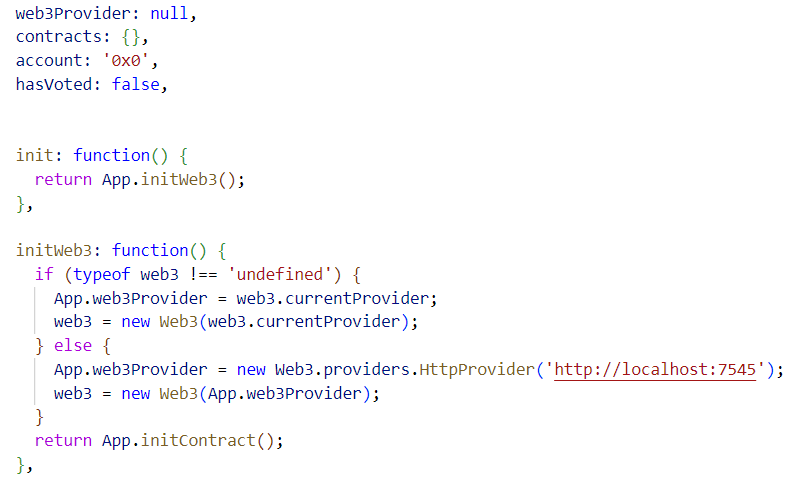 web3Provider: null,
contracts: {},
account: '0x0',
hasVoted: false,
init: function() {
return App.initWeb3();
},
initWeb3: function() {
if (typeof web3 !== 'undefined') {
App.web3Provider = web3.currentProvider;
web3 = new Web3(web3.currentProvider);
} else {
App.web3Provider = new Web3.providers.HttpProvider('http://localhost:7545');
web3 = new Web3(App.web3Provider);
}
return App.initContract();
},